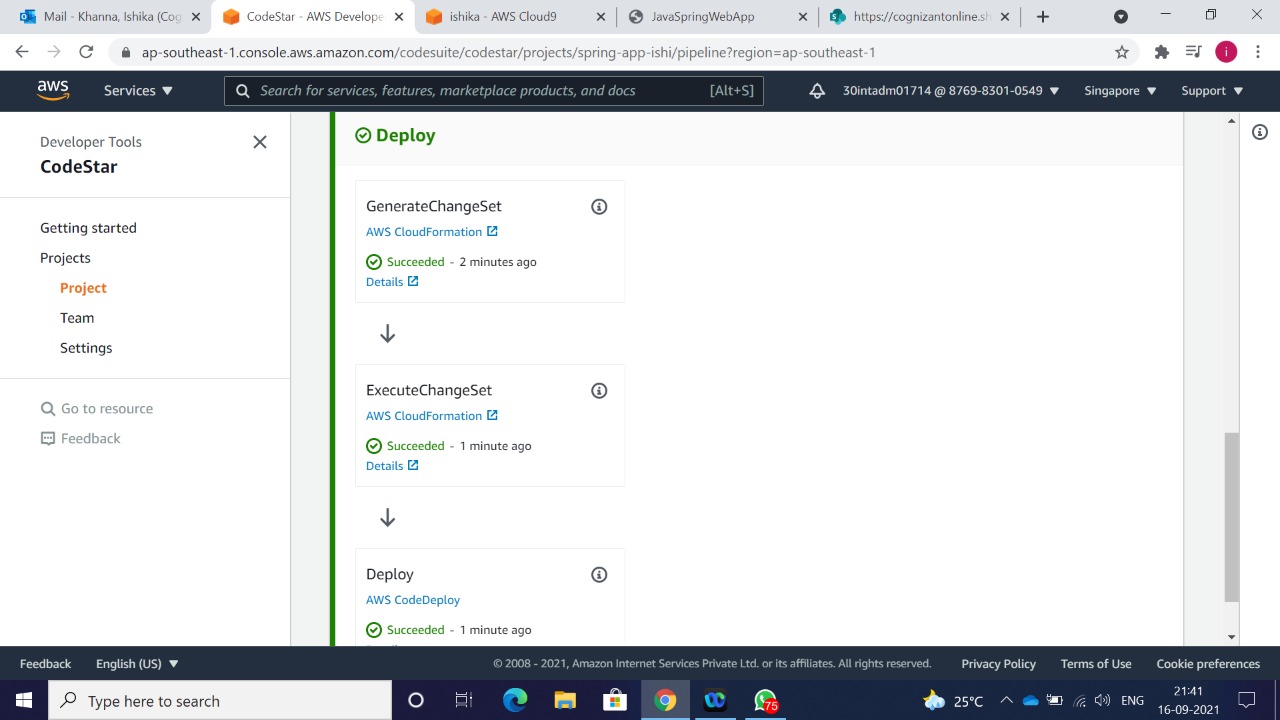 Mail - Khanna, Ishika (Cog
CodeStar - AWS Develope
ishika - AWS Cloud9
JavaSpringWebApp
https://cognizantonline.sh
ap-southeast-1.console.aws.amazon.com/codesuite/codestar/projects/spring-app-ishi/pipeline?region=ap-southeast-1
i
aws
Services
Search for services, features, marketplace products, and docs
[Alt+S]
30intadm01714 @ 8769-8301-0549
Singapore
Support
Developer Tools
CodeStar
Getting started
Projects
Project
Team
Settings
Go to resource
Feedback
Deploy
GenerateChangeSet
AWS CloudFormation
Succeeded - 2 minutes ago
Details
ExecuteChangeSet
AWS CloudFormation
Succeeded - 1 minute ago
Details
Deploy
AWS CodeDeploy
Succeeded - 1 minute ago
Feedback
English (US)
© 2008 - 2021, Amazon Internet Services Private Ltd. or its affiliates. All rights reserved.
Privacy Policy
Terms of Use
Cookie preferences
Type here to search
75
25°C
ENG
21:41
16-09-2021